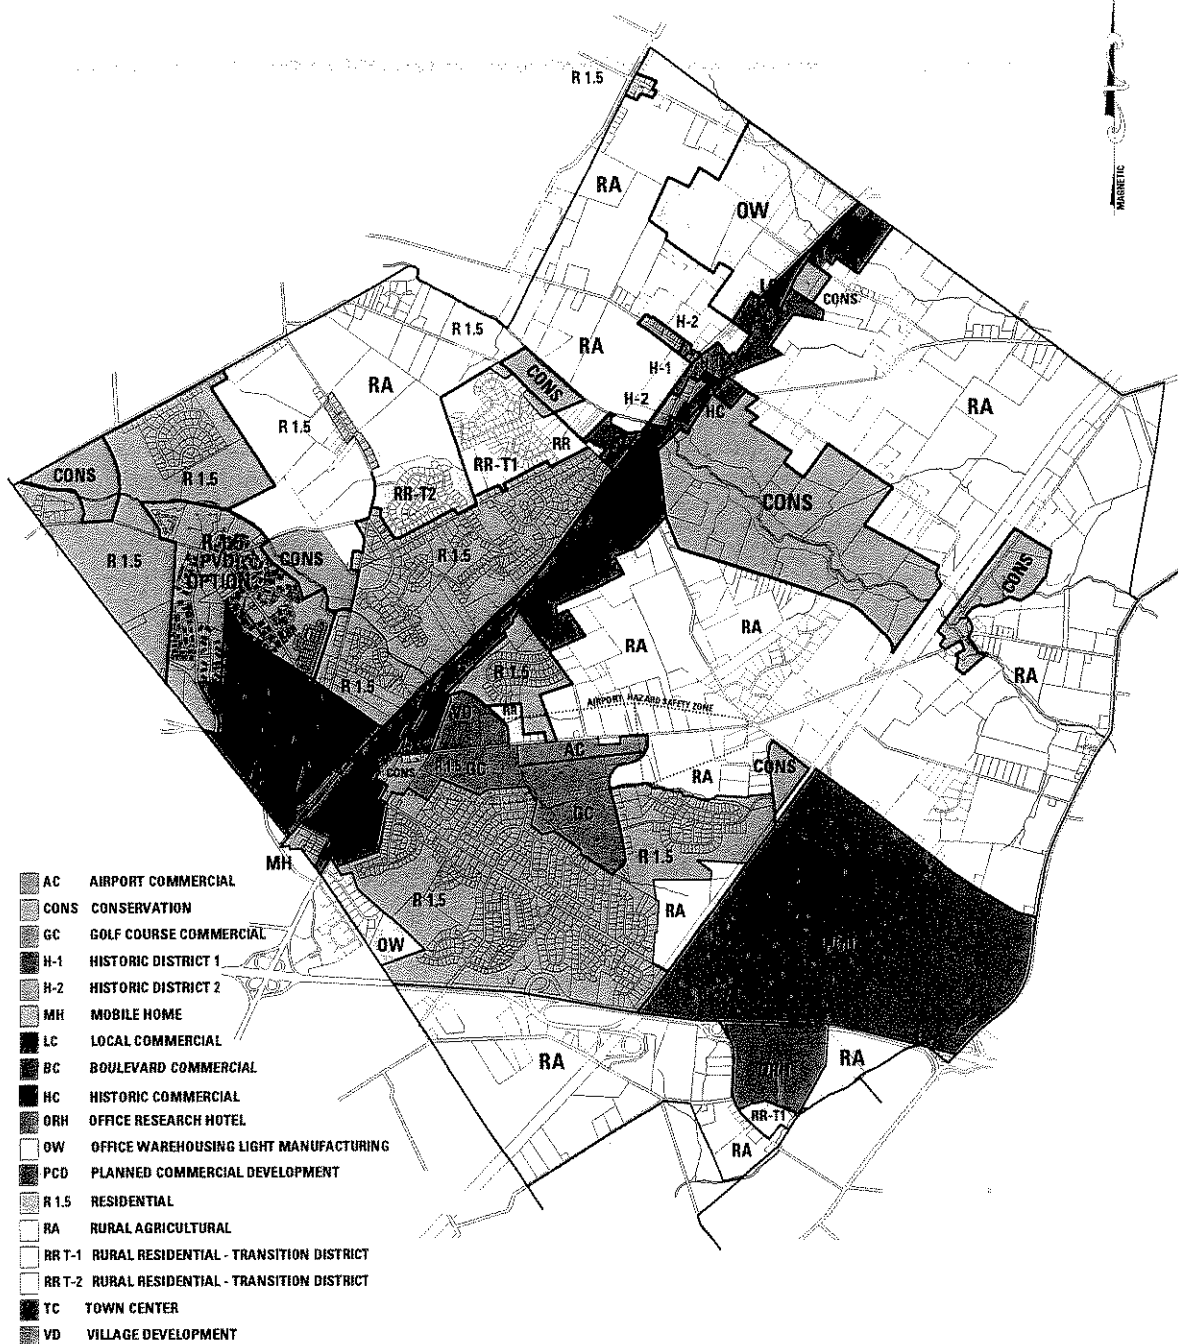 R 1.5
MAGNETIC
RA
OW
CONS
H-2
R 1.5
RA
H-1
CONS
RA
H-2
HC
RA
R 1.5
RR
RR-T1
CONS
R 1.5
RR-T2
CONS
R 1.5
CONS
R 1.5
OPTION
CONS
RA
RA
RA
R 1.5
R 1.5
AIRPORT HAZARD SAFETY ZONE
RR
VD
AC
CONS
GC
RA
CONS
GC
MH
R 1.5
R 1.5
RA
OW
RA
RA
RR-T1
RA
AC AIRPORT COMMERCIAL
CONS CONSERVATION
GC GOLF COURSE COMMERCIAL
H-1 HISTORIC DISTRICT 1
H-2 HISTORIC DISTRICT 2
MH MOBILE HOME
LC LOCAL COMMERCIAL
BC BOULEVARD COMMERCIAL
HC HISTORIC COMMERCIAL
ORH OFFICE RESEARCH HOTEL
OW OFFICE WAREHOUSING LIGHT MANUFACTURING
PCD PLANNED COMMERCIAL DEVELOPMENT
R 1.5 RESIDENTIAL
RA RURAL AGRICULTURAL
RR T-1 RURAL RESIDENTIAL - TRANSITION DISTRICT
RR T-2 RURAL RESIDENTIAL - TRANSITION DISTRICT
TC TOWN CENTER
VD VILLAGE DEVELOPMENT